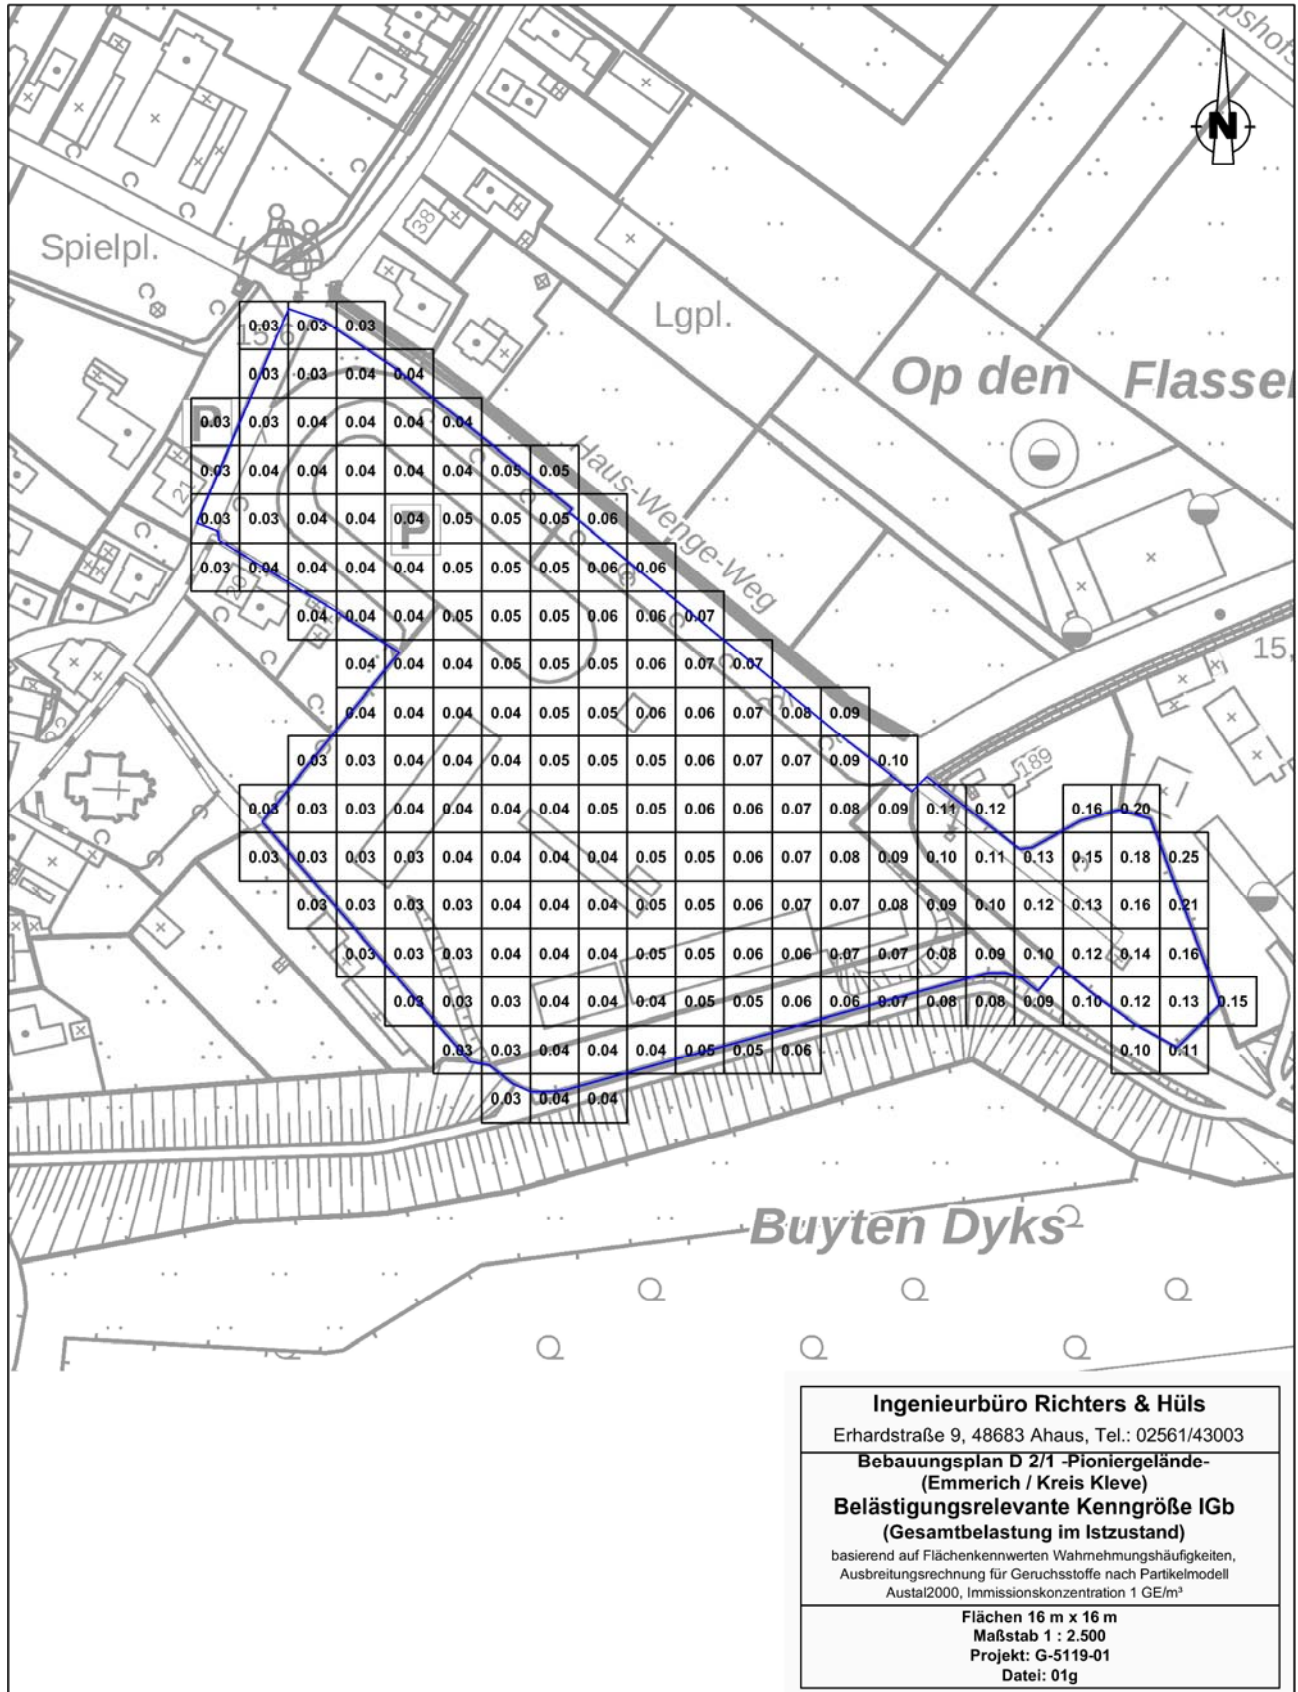 pshofs
N
38
Spielpl.
Lgpl.
Op den Flassel
0.03 0.03 0.03
15,6
0.03 0.03 0.04 0.04
P
0.03 0.03 0.04 0.04 0.04 0.04
Haus-Wenge-Weg
0.03 0.04 0.04 0.04 0.04 0.04 0.05 0.05
21
P
0.03 0.03 0.04 0.04 0.04 0.05 0.05 0.05 0.06
0.03 0.04 0.04 0.04 0.04 0.05 0.05 0.05 0.06 0.06
0.04 0.04 0.04 0.05 0.05 0.05 0.06 0.06 0.07
15,
0.04 0.04 0.04 0.05 0.05 0.05 0.06 0.07 0.07
0.04 0.04 0.04 0.04 0.05 0.05 0.06 0.06 0.07 0.08 0.09
0.03 0.03 0.04 0.04 0.04 0.05 0.05 0.05 0.06 0.07 0.07 0.09 0.10
189
0.03 0.03 0.03 0.04 0.04 0.04 0.04 0.05 0.05 0.06 0.06 0.07 0.08 0.09 0.11 0.12 0.16 0.20
0.03 0.03 0.03 0.03 0.04 0.04 0.04 0.04 0.05 0.05 0.06 0.07 0.08 0.09 0.10 0.11 0.13 0.15 0.18 0.25
0.03 0.03 0.03 0.03 0.04 0.04 0.04 0.05 0.05 0.06 0.07 0.07 0.08 0.09 0.10 0.12 0.13 0.16 0.21
0.03 0.03 0.03 0.04 0.04 0.04 0.05 0.05 0.06 0.06 0.07 0.07 0.08 0.09 0.10 0.12 0.14 0.16
0.03 0.03 0.03 0.04 0.04 0.04 0.05 0.05 0.06 0.06 0.07 0.08 0.08 0.09 0.10 0.12 0.13 0.15
0.03 0.03 0.04 0.04 0.04 0.05 0.05 0.06 0.10 0.11
0.03 0.04 0.04
Buyten Dyks
Ingenieurbüro Richters & Hüls
Erhardstraße 9, 48683 Ahaus, Tel.: 02561/43003
Bebauungsplan D 2/1 -Pioniergelände-
(Emmerich / Kreis Kleve)
Belästigungsrelevante Kenngröße IGb
(Gesamtbelastung im Istzustand)
basierend auf Flächenkennwerten Wahrnehmungshäufigkeiten,
Ausbreitungsrechnung für Geruchsstoffe nach Partikelmodell
Austal2000, Immissionskonzentration 1 GE/m³
Flächen 16 m x 16 m
Maßstab 1 : 2.500
Projekt: G-5119-01
Datei: 01g